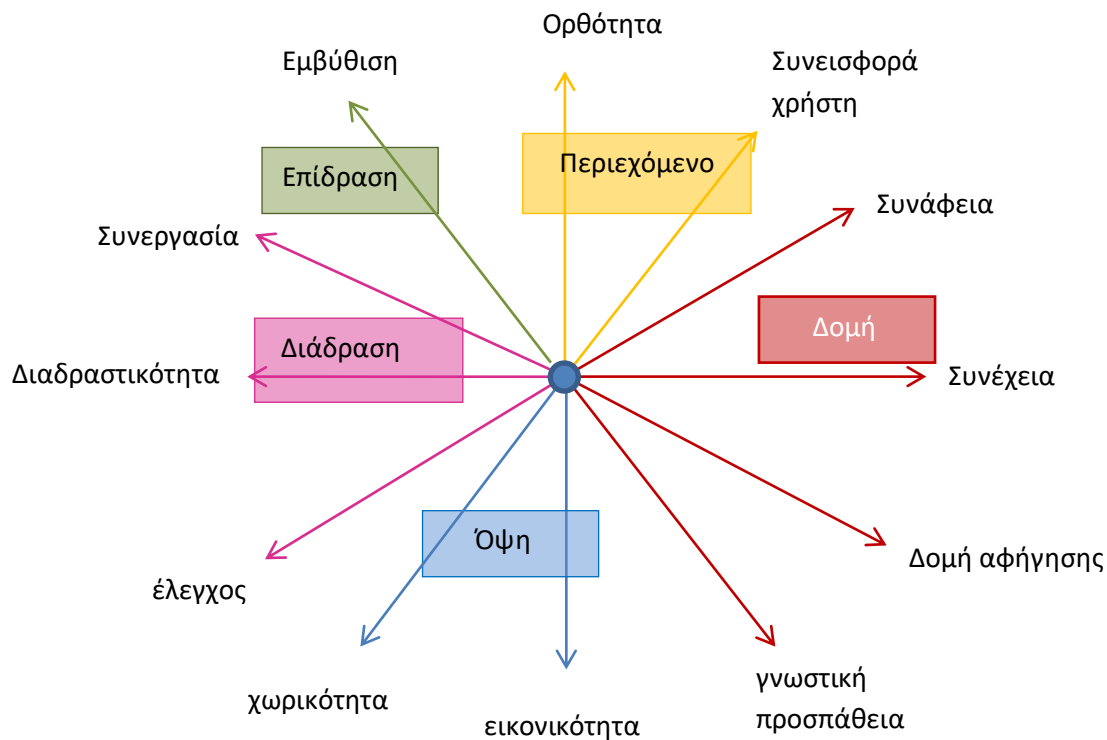 Ορθότητα
Εμβύθιση
Συνεισφορά
χρήστη
Επίδραση
Περιεχόμενο
Συνάφεια
Συνεργασία
Δομή
Διάδραση
Διαδραστικότητα
Συνέχεια
Όψη
Δομή αφήγησης
έλεγχος
χωρικότητα
εικονικότητα
γνωστική
προσπάθεια